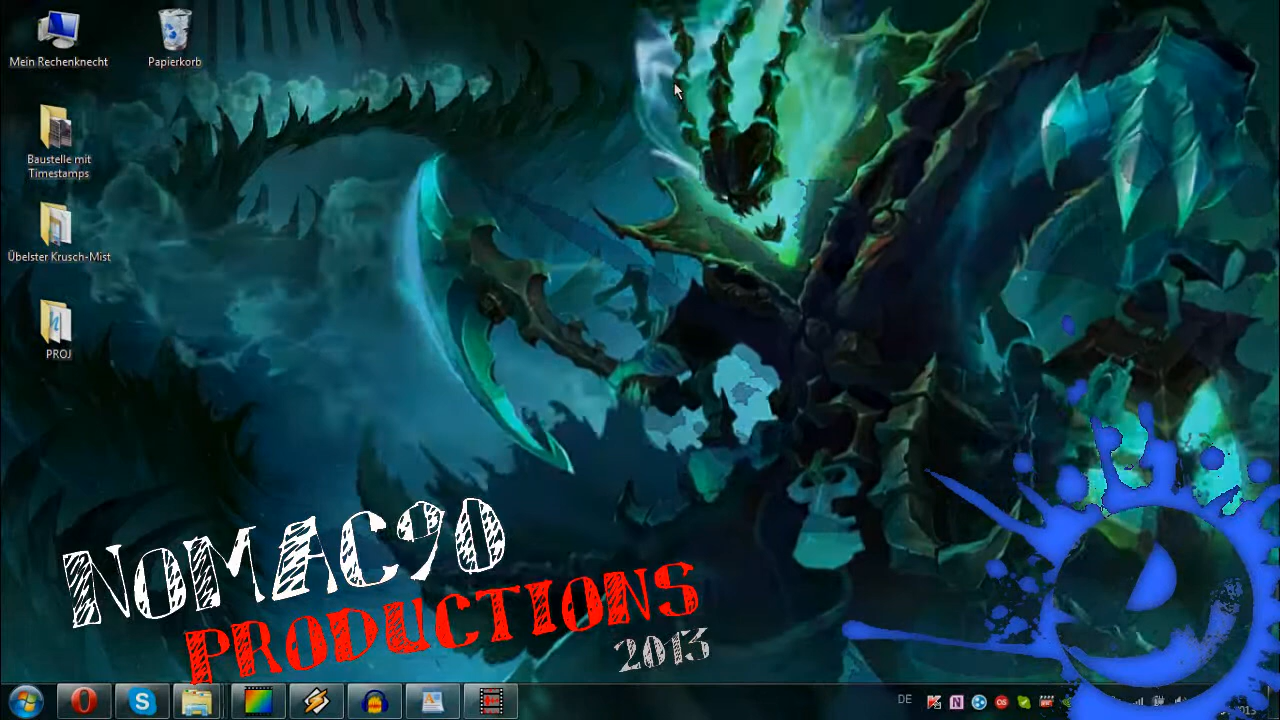 Mein Rechenknecht
Papierkorb
Baustelle mit
Timestamps
Übelster Krusch-Mist
PROJ
NOMAC90
PRODUCTIONS
2013
DE